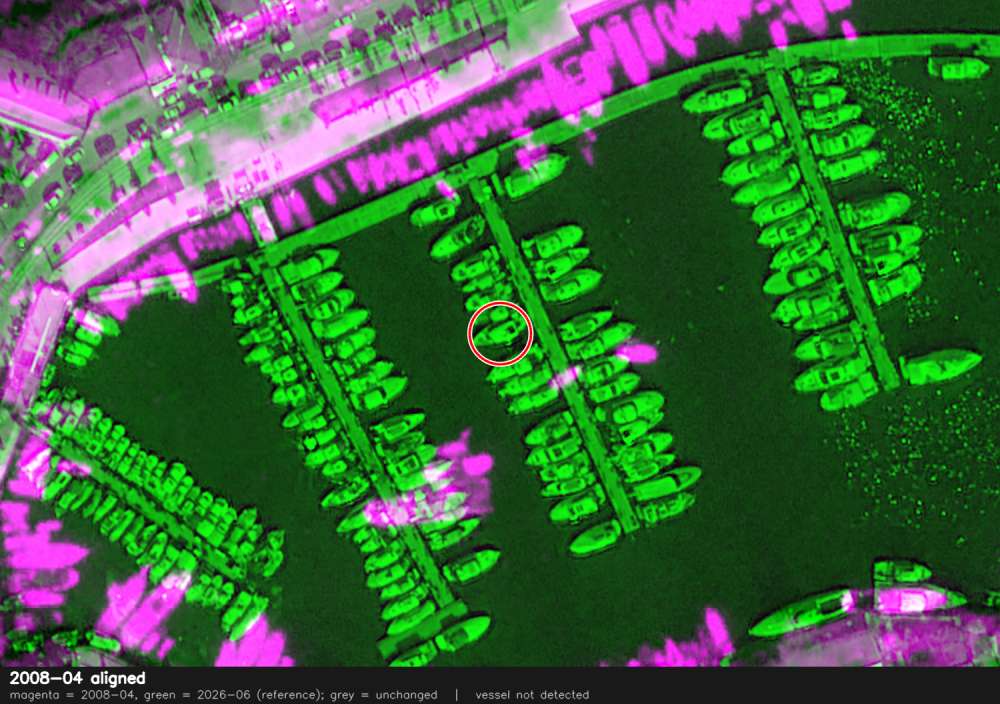 2008-04 aligned
magenta = 2008-04, green = 2026-06 (reference); grey = unchanged | vessel not detected